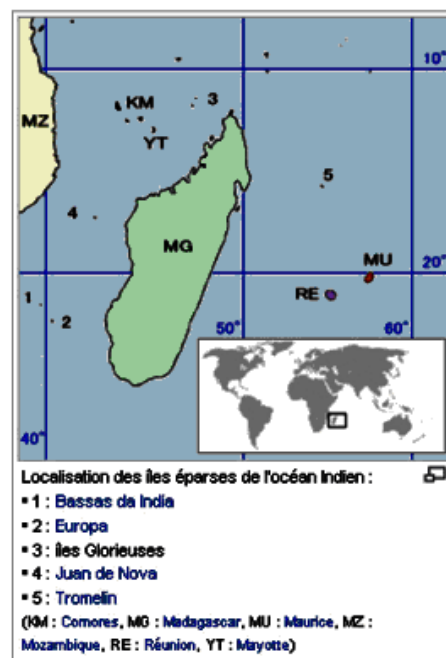 10°
3
KM
MZ
YT
5
4
MG
MU
20°
RE
1
2
50°
60°
40°
Localisation des îles éparses de l'océan Indien :
▪ 1 : Bassas da India
▪ 2 : Europa
▪ 3 : îles Glorieuses
▪ 4 : Juan de Nova
▪ 5 : Tromelin
(KM : Comores, MG : Madagascar, MU : Maurice, MZ :
Mozambique, RE : Réunion, YT : Mayotte)